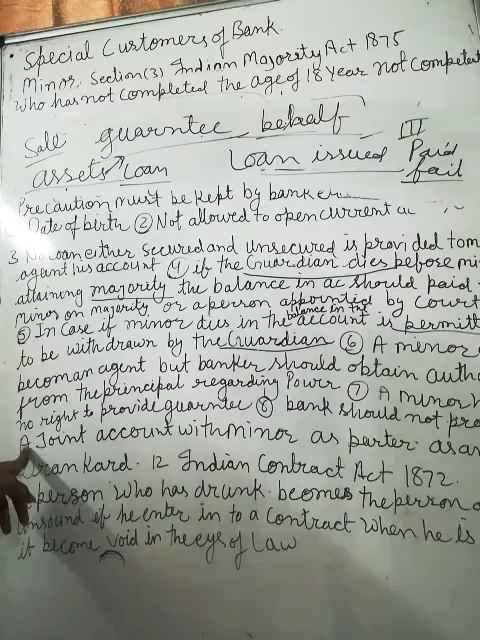 • Special Customers of Bank.
Minor. Section(3) Indian Majority Act 1875
Who has not completed the age of 18 Year not Competent
Sale guarntee behalf III
assets loan Loan issued Paid
fail
Precaution must be kept by banker
Date of birth ② Not allowed to open current ac
3 No loan either secured and unsecured is provided to
against his account ④ if the Guardian dies before mi
attaining majority the balance in ac should paid
minor on majority or a person appointed by Court
balance in the
⑤ In Case if minor dies in the account is permitt
to be withdrawn by the Guardian ⑥ A menor
becoman agent but banker should obtain auth
from the principal regarding Power ⑦ A minor h
no right to provide guarntee ⑧ bank should not pro
A Joint account with minor as parter as an
Drankard. 12 Indian Contract Act 1872.
person who has drunk becomes the person o
unsound if he enter in to a contract when he is
it become void in the eye of Law